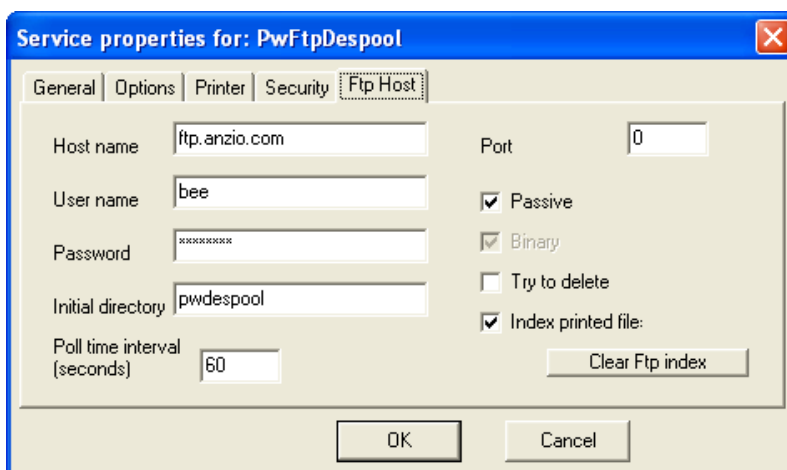 Service properties for: PwFtpDespool
General Options Printer Security Ftp Host
Host name ftp.anzio.com
Port 0
User name bee
Passive
Password ********
Binary
Try to delete
Initial directory pwdespool
Index printed file:
Poll time interval
(seconds) 60
Clear Ftp index
OK Cancel